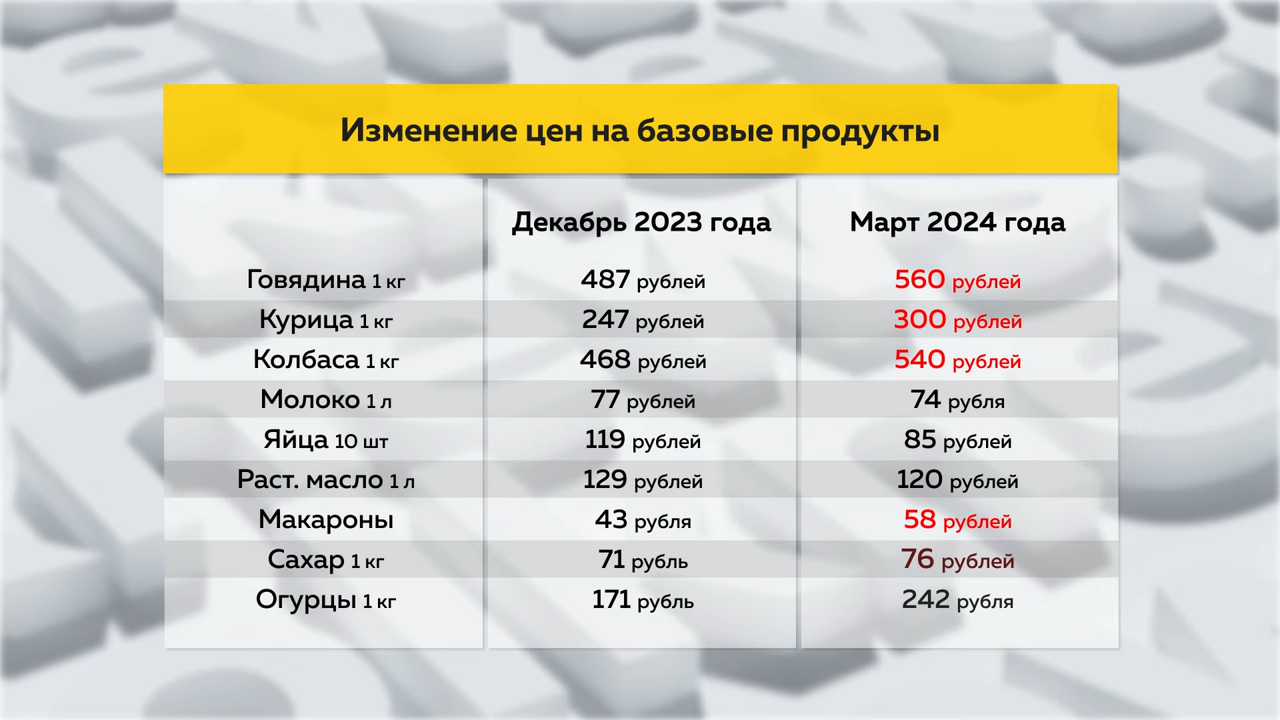 Изменение цен на базовые продукты
Декабрь 2023 года Март 2024 года
Говядина 1 кг 487 рублей 560 рублей
Курица 1 кг 247 рублей 300 рублей
Колбаса 1 кг 468 рублей 540 рублей
Молоко 1 л 77 рублей 74 рубля
Яйца 10 шт 119 рублей 85 рублей
Раст. масло 1 л 129 рублей 120 рублей
Макароны 43 рубля 58 рублей
Сахар 1 кг 71 рубль 76 рублей
Огурцы 1 кг 171 рубль 242 рубля